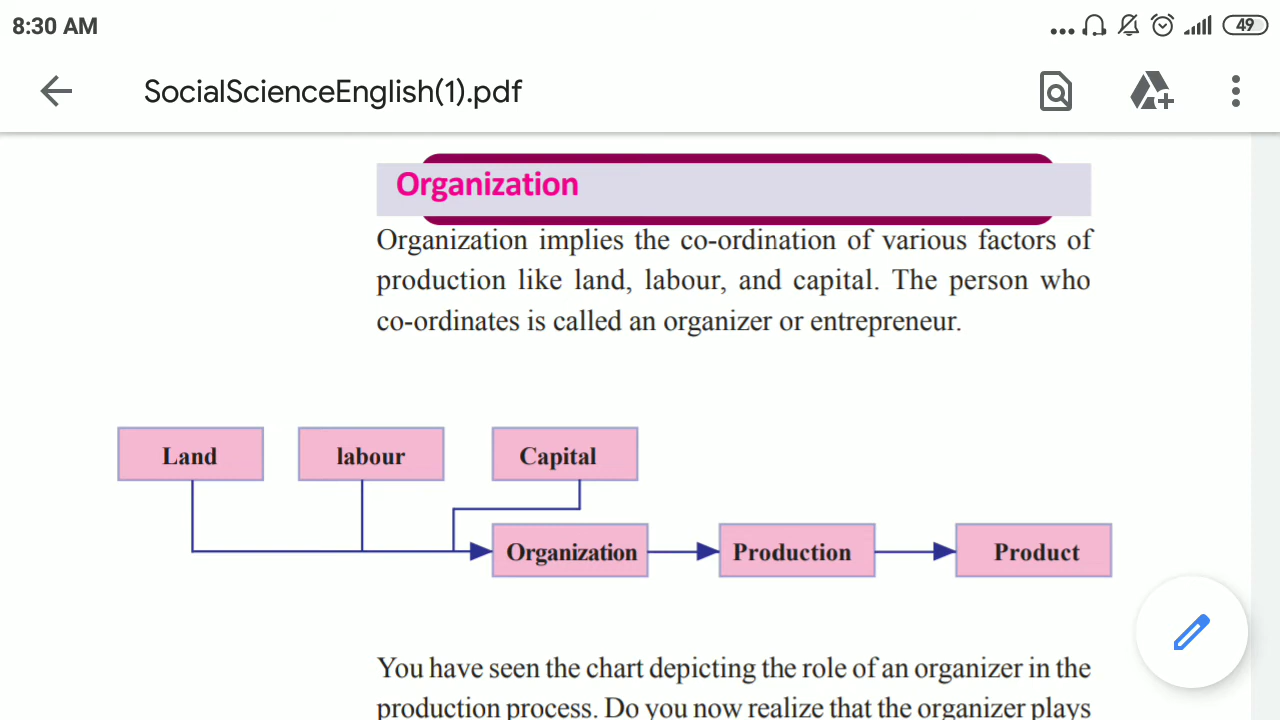 8:30 AM
49
SocialScienceEnglish(1).pdf
Organization
Organization implies the co-ordination of various factors of
production like land, labour, and capital. The person who
co-ordinates is called an organizer or entrepreneur.
Land labour Capital
Organization Production Product
You have seen the chart depicting the role of an organizer in the
production process. Do you now realize that the organizer plays